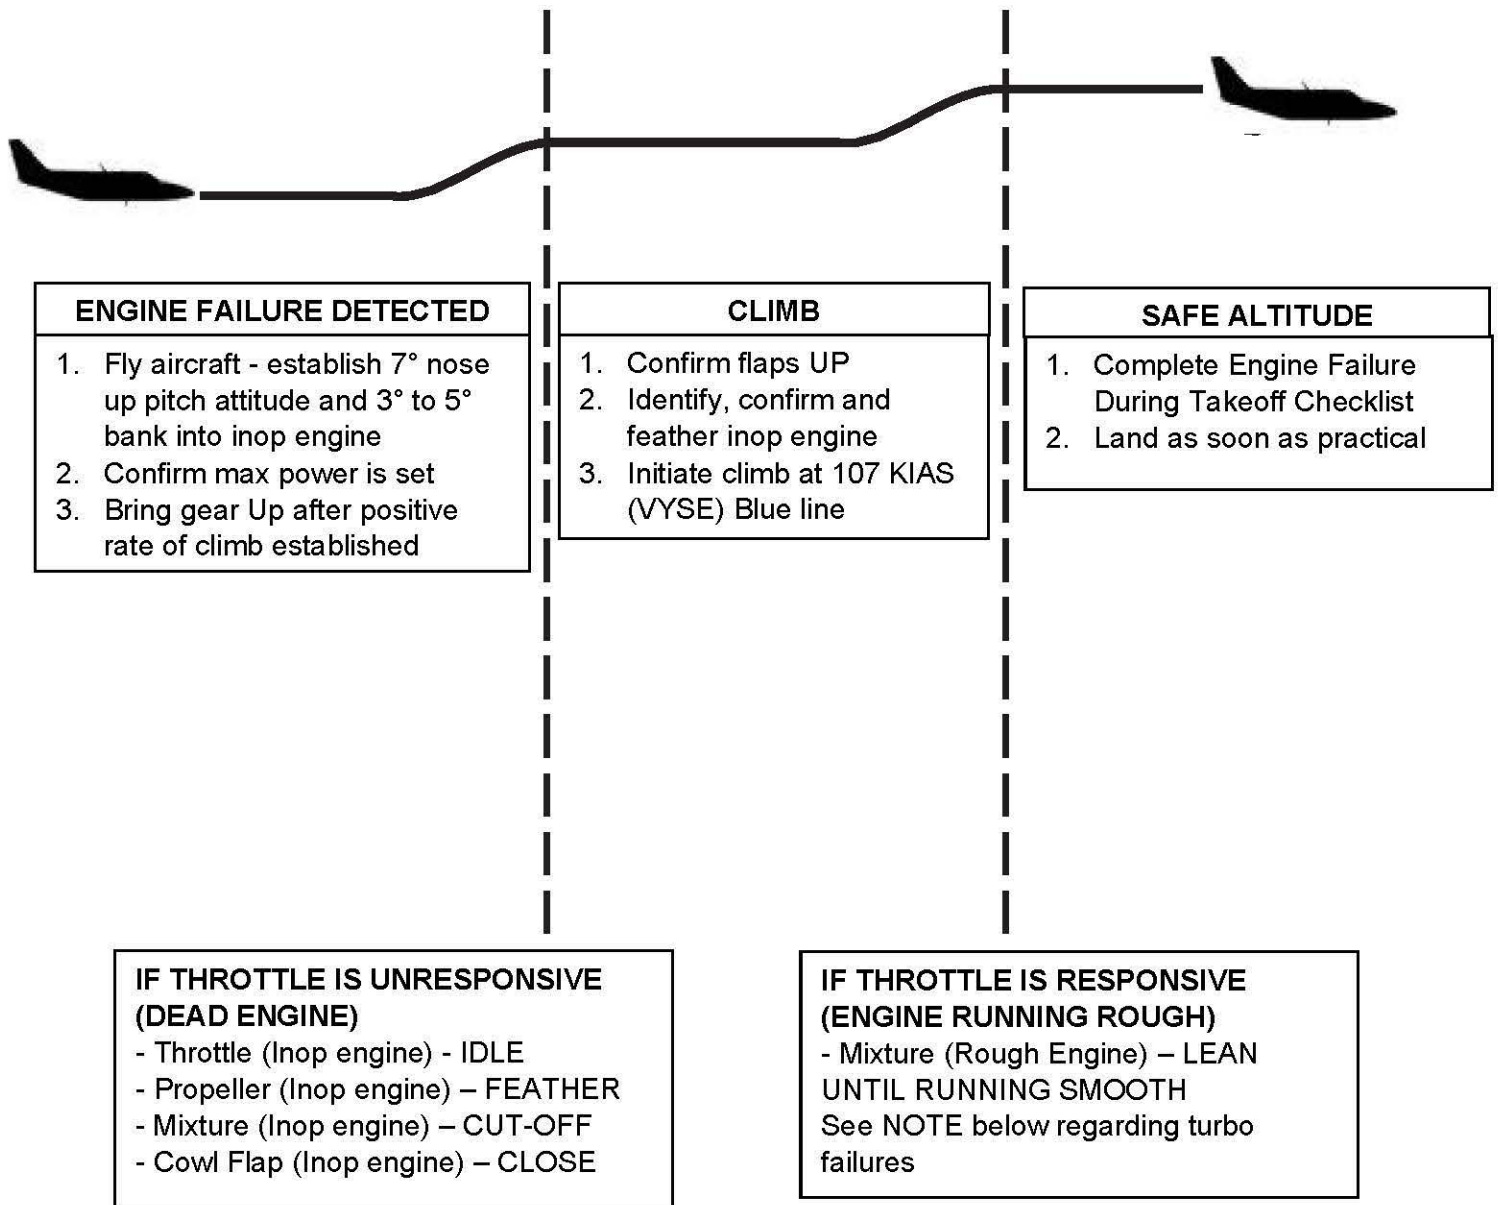 ENGINE FAILURE DETECTED
1. Fly aircraft - establish 7° nose
up pitch attitude and 3° to 5°
bank into inop engine
2. Confirm max power is set
3. Bring gear Up after positive
rate of climb established
CLIMB
1. Confirm flaps UP
2. Identify, confirm and
feather inop engine
3. Initiate climb at 107 KIAS
(VYSE) Blue line
SAFE ALTITUDE
1. Complete Engine Failure
During Takeoff Checklist
2. Land as soon as practical
IF THROTTLE IS UNRESPONSIVE
(DEAD ENGINE)
- Throttle (Inop engine) - IDLE
- Propeller (Inop engine) – FEATHER
- Mixture (Inop engine) – CUT-OFF
- Cowl Flap (Inop engine) – CLOSE
IF THROTTLE IS RESPONSIVE
(ENGINE RUNNING ROUGH)
- Mixture (Rough Engine) – LEAN
UNTIL RUNNING SMOOTH
See NOTE below regarding turbo
failures